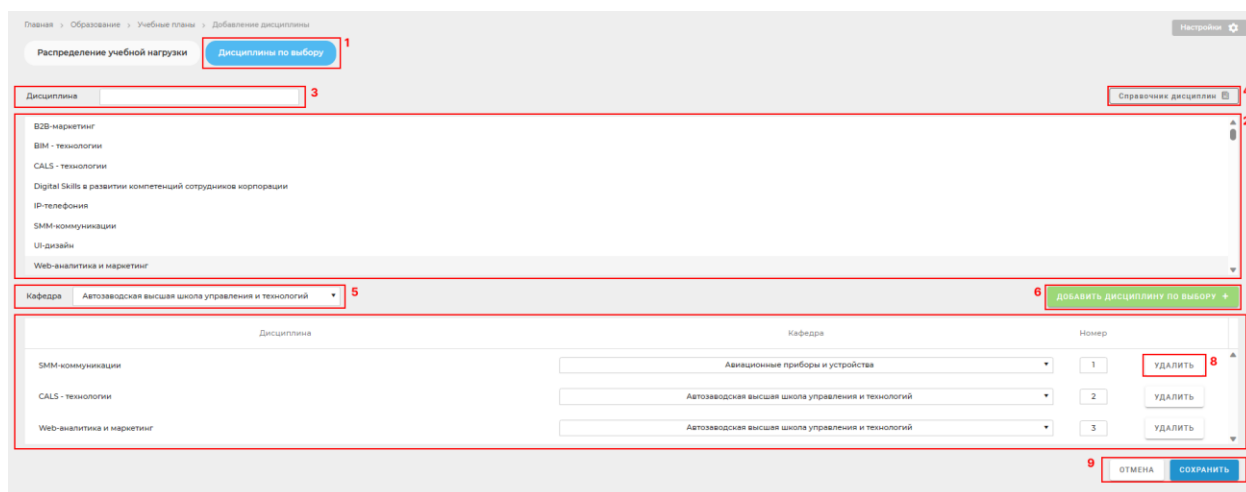 Главная > Образование > Учебные планы > Добавление дисциплины
Настройки
Распределение учебной нагрузки Дисциплины по выбору 1
Дисциплина 3 Справочник дисциплин 4
2
B2B-маркетинг
BIM - технологии
CALS - технологии
Digital Skills в развитии компетенций сотрудников корпорации
IP-телефония
SMM-коммуникации
UI-дизайн
Web-аналитика и маркетинг
Кафедра Автозаводская высшая школа управления и технологий 5 6 ДОБАВИТЬ ДИСЦИПЛИНУ ПО ВЫБОРУ +
Дисциплина Кафедра Номер
SMM-коммуникации Авиационные приборы и устройства 1 УДАЛИТЬ 8
CALS - технологии Автозаводская высшая школа управления и технологий 2 УДАЛИТЬ
Web-аналитика и маркетинг Автозаводская высшая школа управления и технологий 3 УДАЛИТЬ
9 ОТМЕНА СОХРАНИТЬ